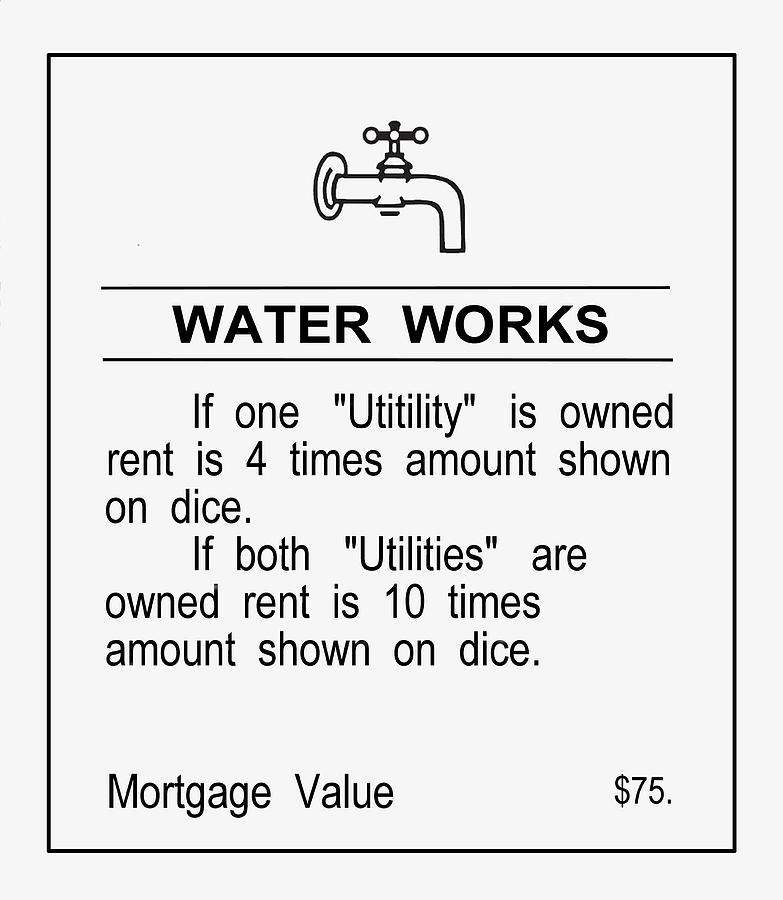 WATER WORKS
If one "Utitility" is owned
rent is 4 times amount shown
on dice.
If both "Utilities" are
owned rent is 10 times
amount shown on dice.
Mortgage Value $75.